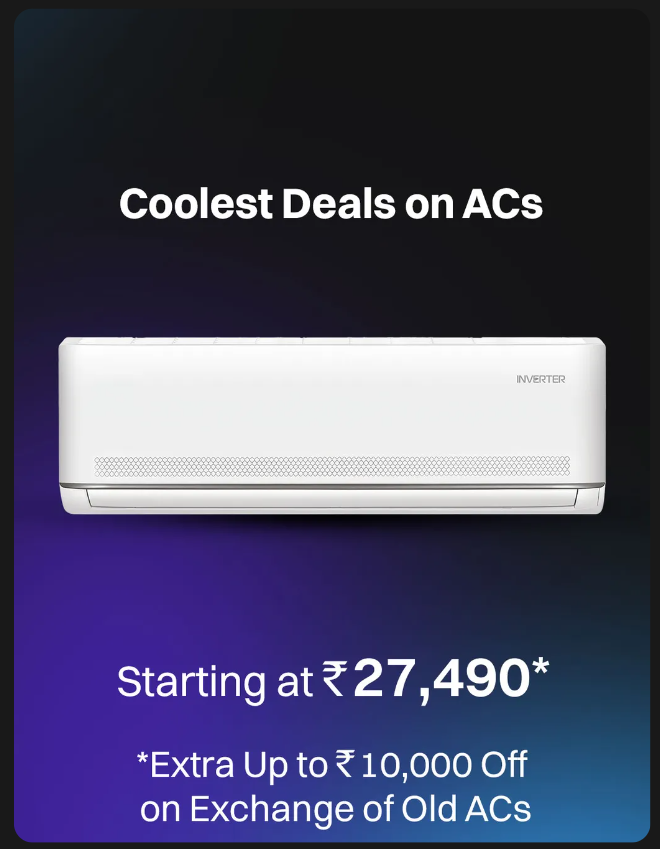 Coolest Deals on ACs
INVERTER
Starting at ₹27,490*
*Extra Up to ₹10,000 Off
on Exchange of Old ACs